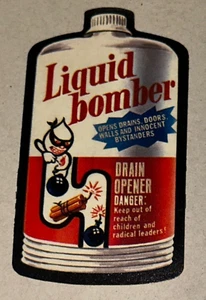 Liquid
bomber
OPENS DRAINS, DOORS,
WALLS AND INNOCENT
BYSTANDERS
DRAIN
OPENER
DANGER:
Keep out of
reach of
children and
radical leaders!